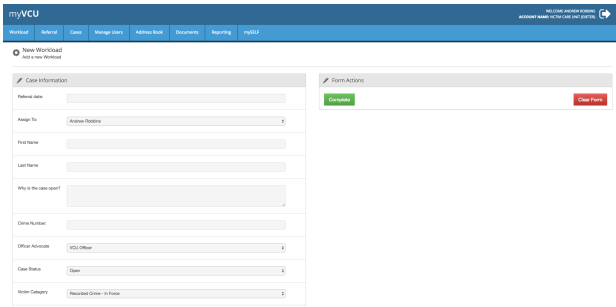 myVCU
WELCOME ANDREW ROBBINS
ACCOUNT NAME: VICTIM CARE UNIT (EXETER)
Workload Referral Cases Manage Users Address Book Documents Reporting mySELF
New Workload
Add a new Workload
Case Information
Form Actions
Referral date:
Complete
Clear Form
Assign To:
Andrew Robbins
First Name
Last Name
Why is the case open?
Crime Number:
Officer Advocate
VCU Officer
Case Status
Open
Victim Category
Recorded Crime - In Force